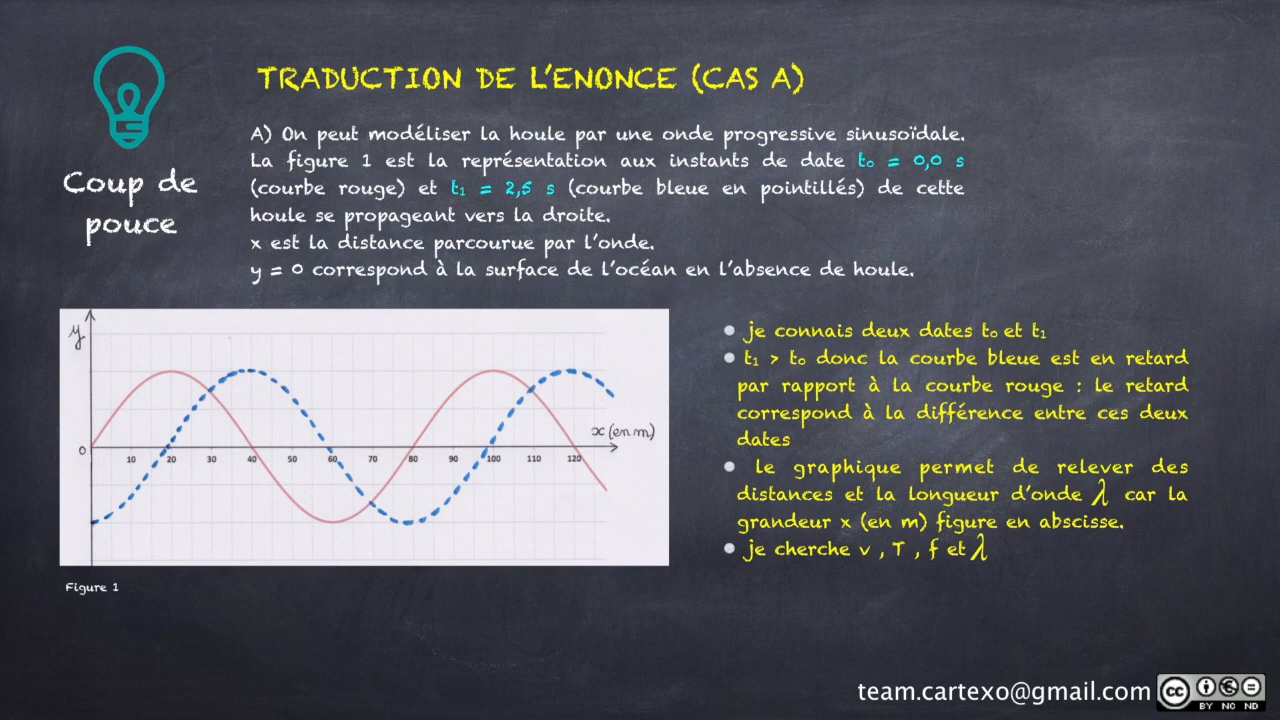 TRADUCTION DE L'ENONCE (CAS A)
Coup de
pouce
A) On peut modéliser la houle par une onde progressive sinusoïdale.
La figure 1 est la représentation aux instants de date t₀ = 0,0 s
(courbe rouge) et t₁ = 2,5 s (courbe bleue en pointillés) de cette
houle se propageant vers la droite.
x est la distance parcourue par l'onde.
y = 0 correspond à la surface de l'océan en l'absence de houle.
y
0
10 20 30 40 50 60 70 80 90 100 110 120
x (en m)
Figure 1
je connais deux dates t₀ et t₁
t₁ > t₀ donc la courbe bleue est en retard
par rapport à la courbe rouge : le retard
correspond à la différence entre ces deux
dates
le graphique permet de relever des
distances et la longueur d'onde λ car la
grandeur x (en m) figure en abscisse.
je cherche v , T , f et λ
team.cartexo@gmail.com
cc
BY NC ND